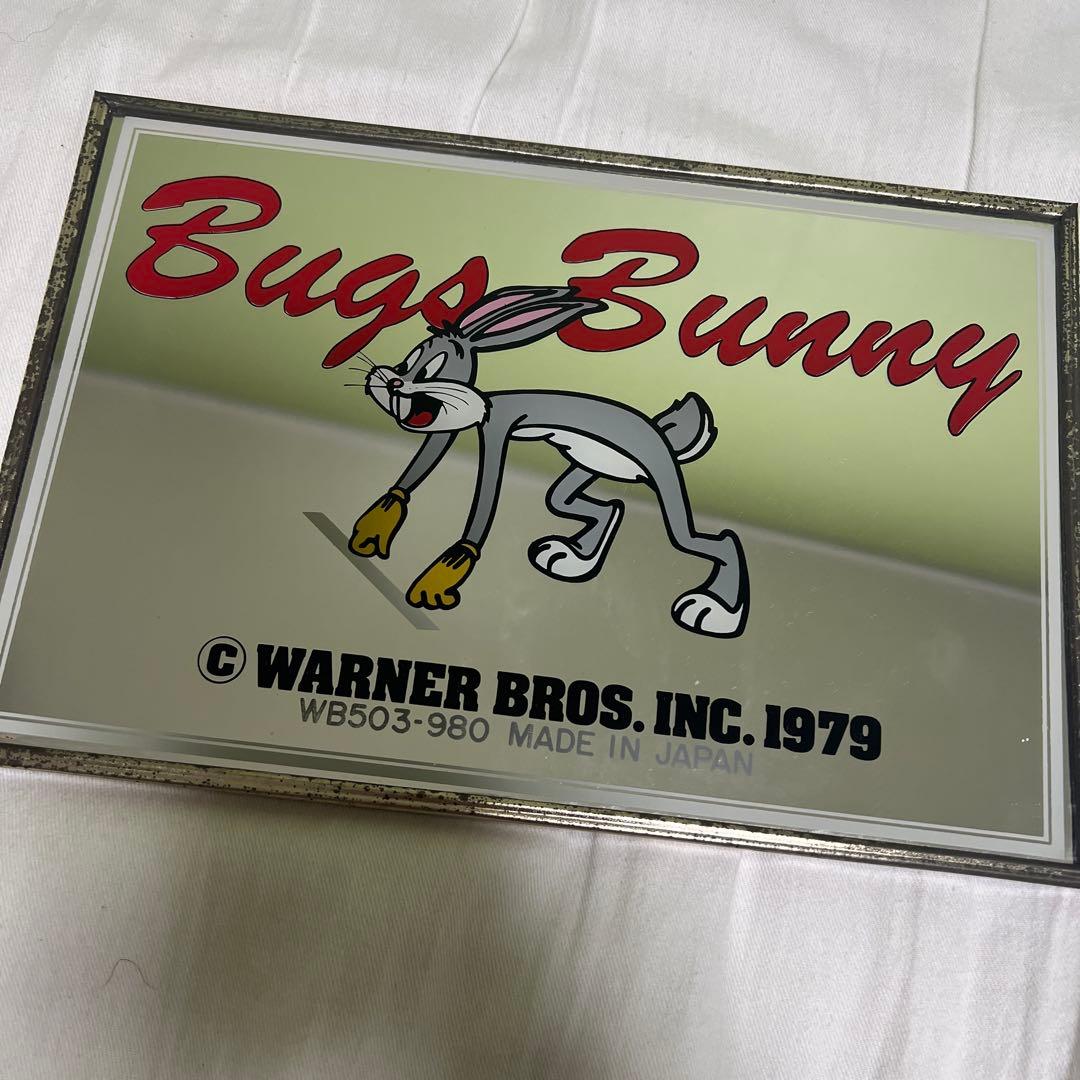 Bugs Bunny
© WARNER BROS. INC. 1979
WB503-980 MADE IN JAPAN